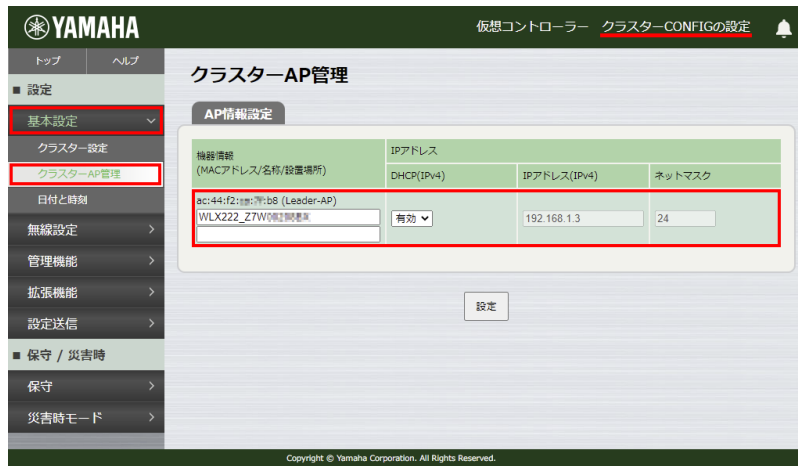 YAMAHA
仮想コントローラー クラスターCONFIGの設定
トップ ヘルプ
■ 設定
基本設定
クラスター設定
クラスターAP管理
日付と時刻
無線設定
管理機能
拡張機能
設定送信
■ 保守 / 災害時
保守
災害時モード
クラスターAP管理
AP情報設定
機器情報
(MACアドレス/名称/設置場所)
IPアドレス
DHCP(IPv4) IPアドレス(IPv4) ネットマスク
ac:44:f2: :b8 (Leader-AP)
WLX222_Z7W
有効 192.168.1.3 24
設定
Copyright © Yamaha Corporation. All Rights Reserved.